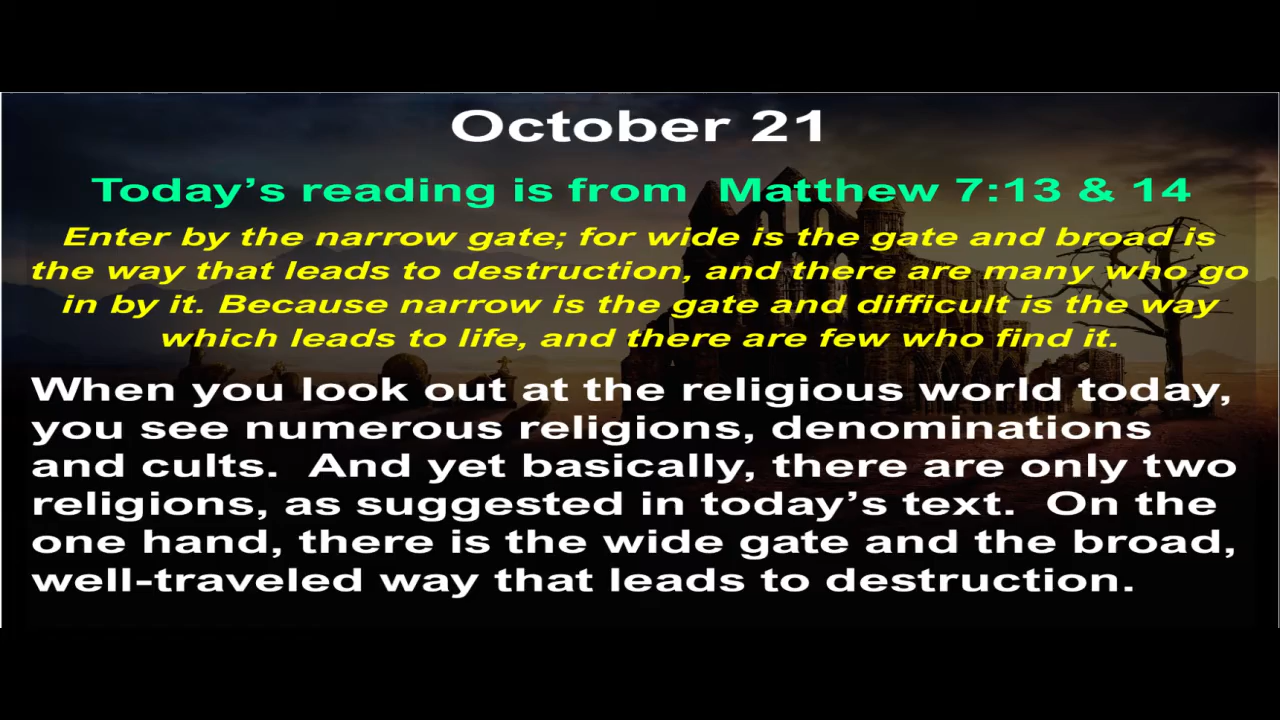 October 21
Today’s reading is from  Matthew 7:13 & 14
Enter by the narrow gate; for wide is the gate and broad is
the way that leads to destruction, and there are many who go
in by it. Because narrow is the gate and difficult is the way
which leads to life, and there are few who find it.
When you look out at the religious world today,
you see numerous religions, denominations
and cults.  And yet basically, there are only two
religions, as suggested in today’s text.  On the
one hand, there is the wide gate and the broad,
well-traveled way that leads to destruction.